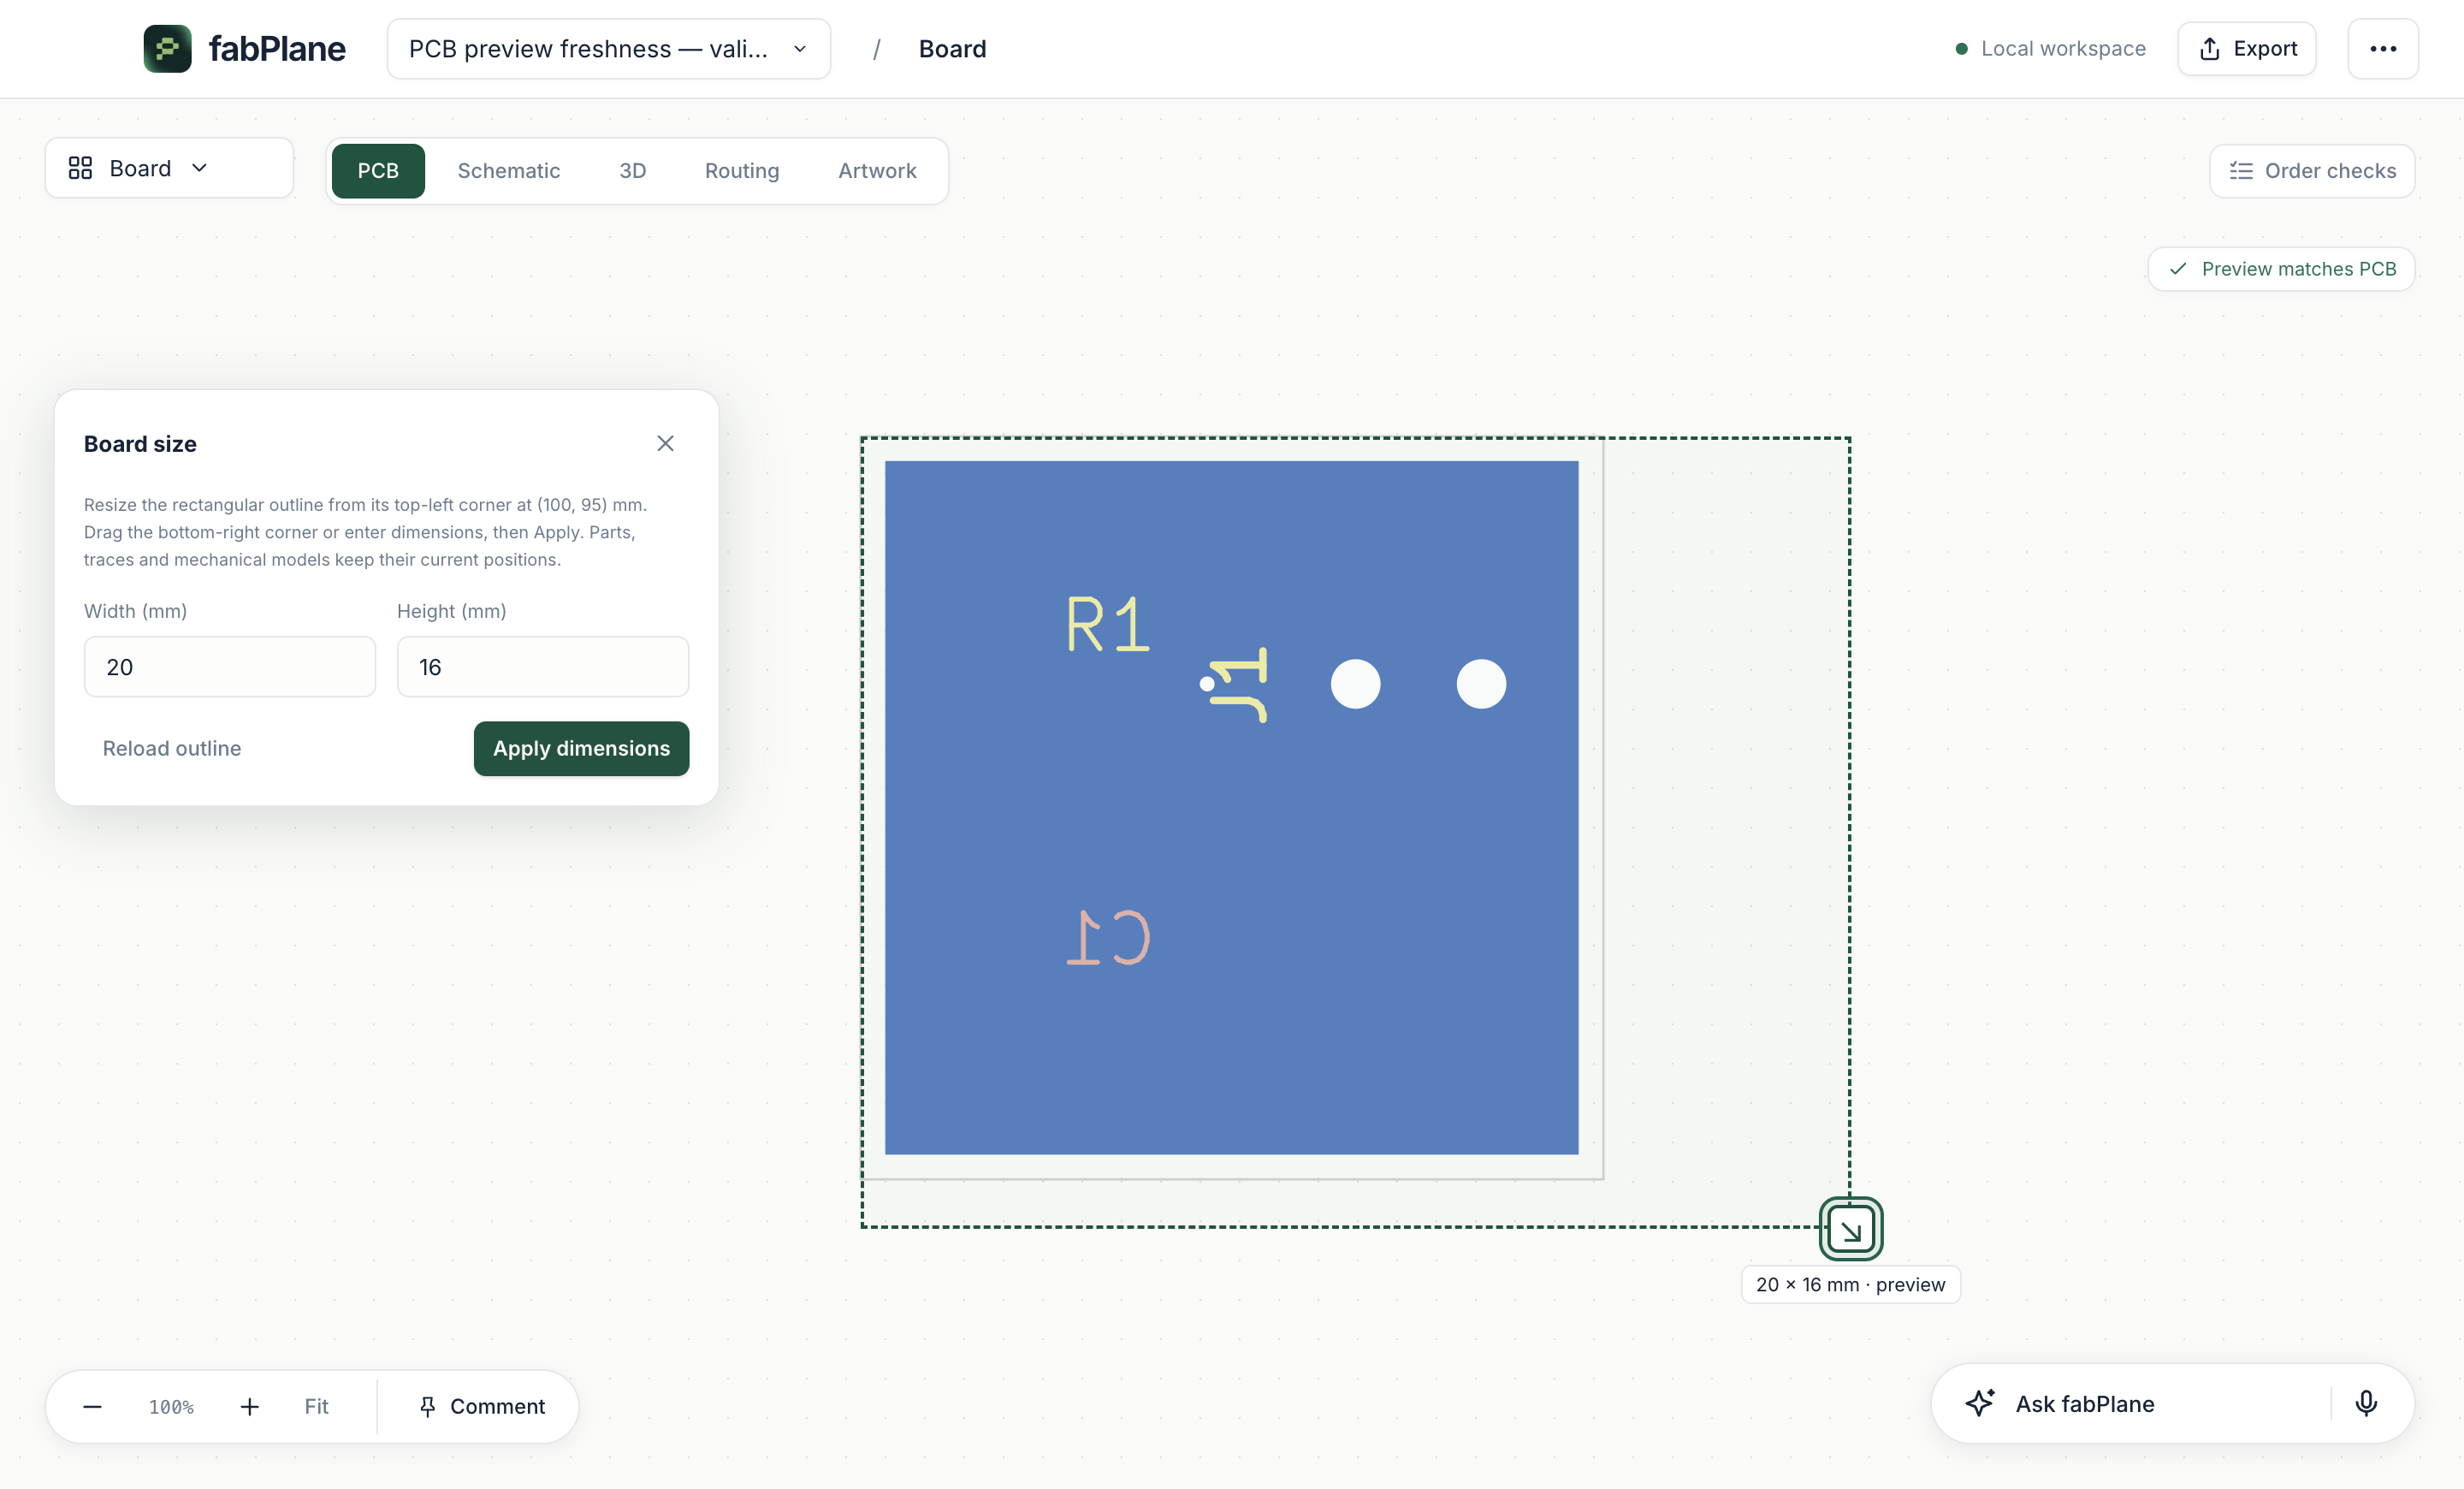 fabPlane
PCB preview freshness — vali...
/
Board
Local workspace
Export
Board
PCB
Schematic
3D
Routing
Artwork
Order checks
Preview matches PCB
Board size
Resize the rectangular outline from its top-left corner at (100, 95) mm.
Drag the bottom-right corner or enter dimensions, then Apply. Parts,
traces and mechanical models keep their current positions.
Width (mm)
Height (mm)
20
16
Reload outline
Apply dimensions
R1
J1
C1
20 × 16 mm · preview
100%
Fit
Comment
Ask fabPlane